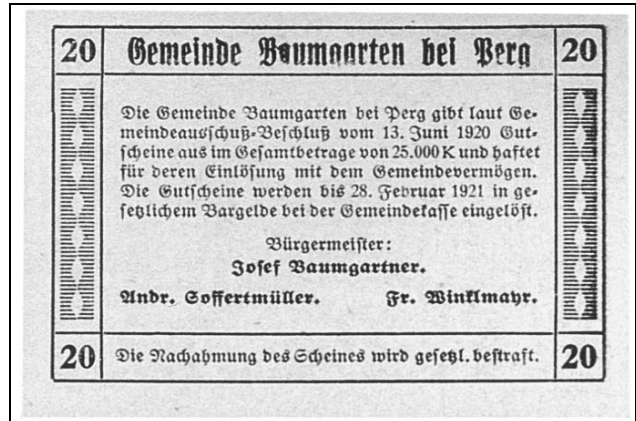 20 Gemeinde Baumgarten bei Perg 20
Die Gemeinde Baumgarten bei Perg gibt laut Ge-
meindeausschuß-Beschluß vom 13. Juni 1920 Gut-
scheine aus im Gesamtbetrage von 25.000 K und haftet
für deren Einlösung mit dem Gemeindevermögen.
Die Gutscheine werden bis 28. Februar 1921 in ge-
setzlichem Bargelde bei der Gemeindekasse eingelöst.
Bürgermeister:
Josef Baumgartner.
Andr. Soffertmüller. Fr. Winklmayr.
20 Die Nachahmung des Scheines wird gesetzl. bestraft. 20